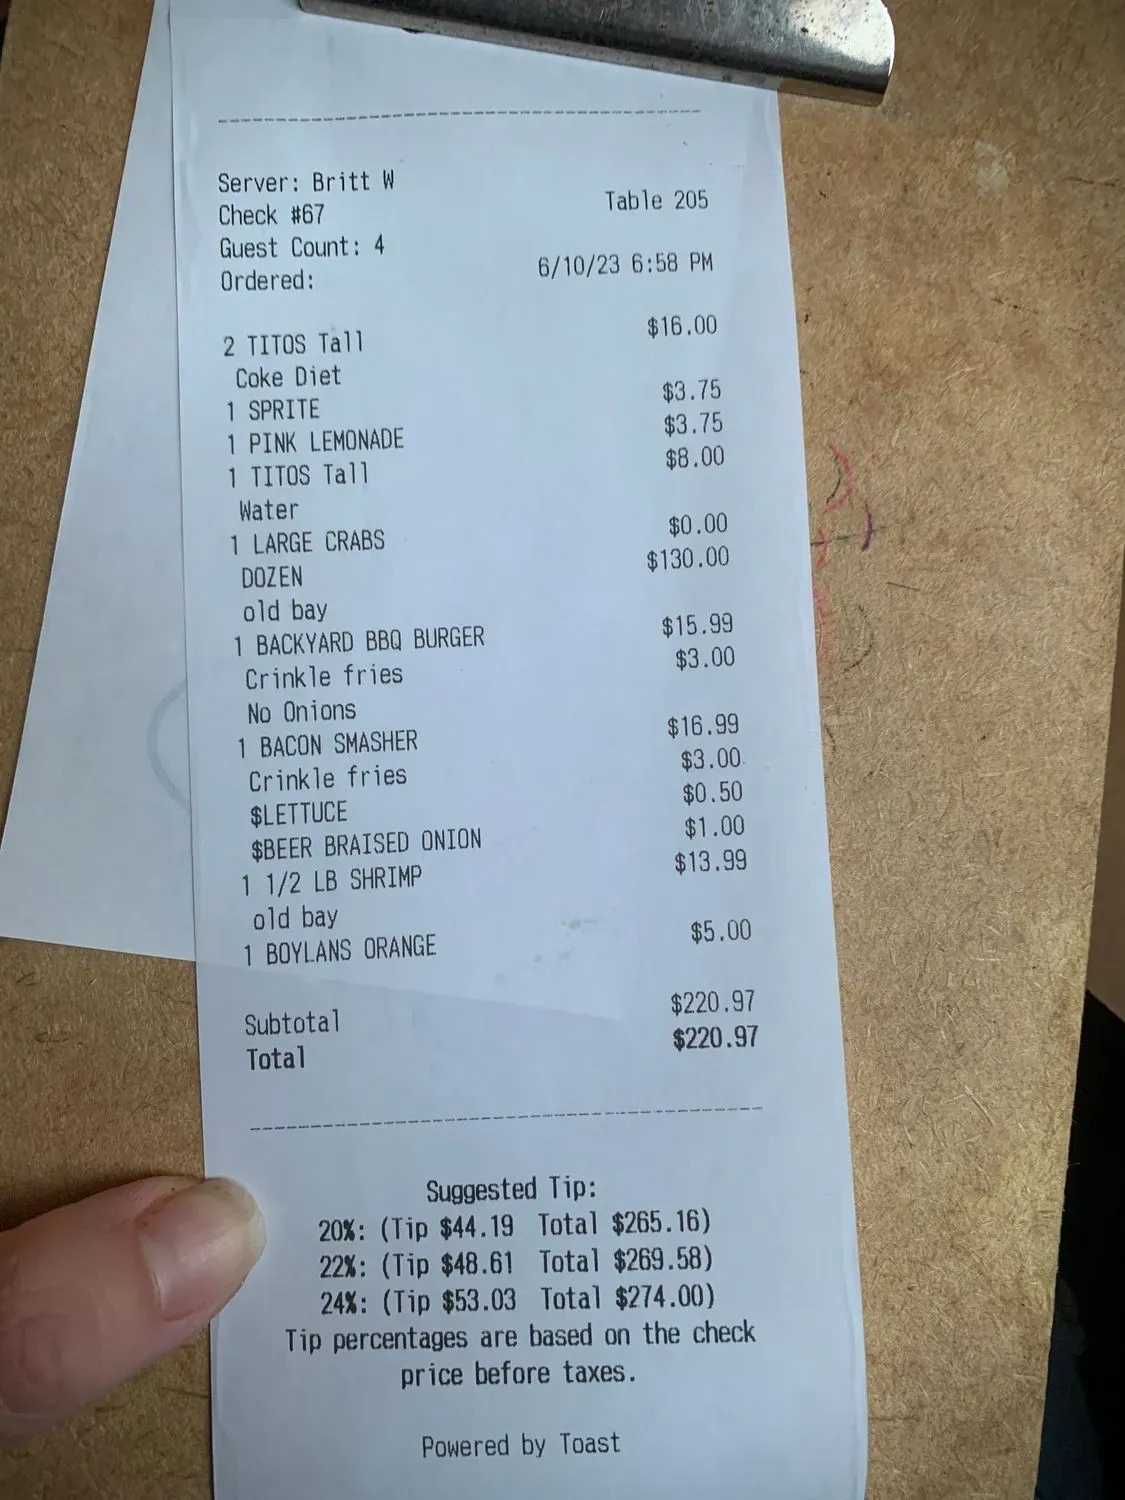 Server: Britt W
Check #67 Table 205
Guest Count: 4
Ordered: 6/10/23 6:58 PM
2 TITOS Tall $16.00
Coke Diet
1 SPRITE $3.75
1 PINK LEMONADE $3.75
1 TITOS Tall $8.00
Water
1 LARGE CRABS $0.00
DOZEN $130.00
old bay
1 BACKYARD BBQ BURGER $15.99
Crinkle fries $3.00
No Onions
1 BACON SMASHER $16.99
Crinkle fries $3.00
$LETTUCE $0.50
$BEER BRAISED ONION $1.00
1 1/2 LB SHRIMP $13.99
old bay
1 BOYLANS ORANGE $5.00
Subtotal $220.97
Total $220.97
Suggested Tip:
20%: (Tip $44.19 Total $265.16)
22%: (Tip $48.61 Total $269.58)
24%: (Tip $53.03 Total $274.00)
Tip percentages are based on the check
price before taxes.
Powered by Toast